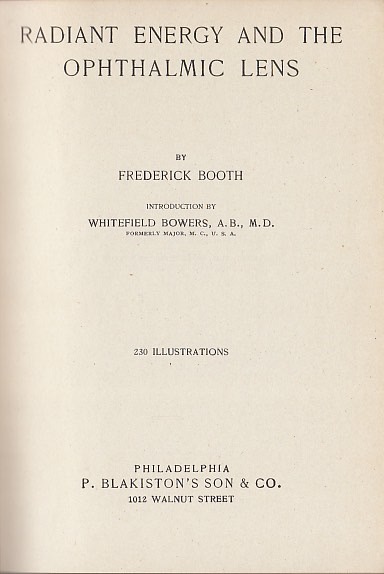 RADIANT ENERGY AND THE
OPHTHALMIC LENS
BY
FREDERICK BOOTH
INTRODUCTION BY
WHITEFIELD BOWERS, A.B., M.D.
FORMERLY MAJOR, M. C., U. S. A.
230 ILLUSTRATIONS
PHILADELPHIA
P. BLAKISTON'S SON & CO.
1012 WALNUT STREET